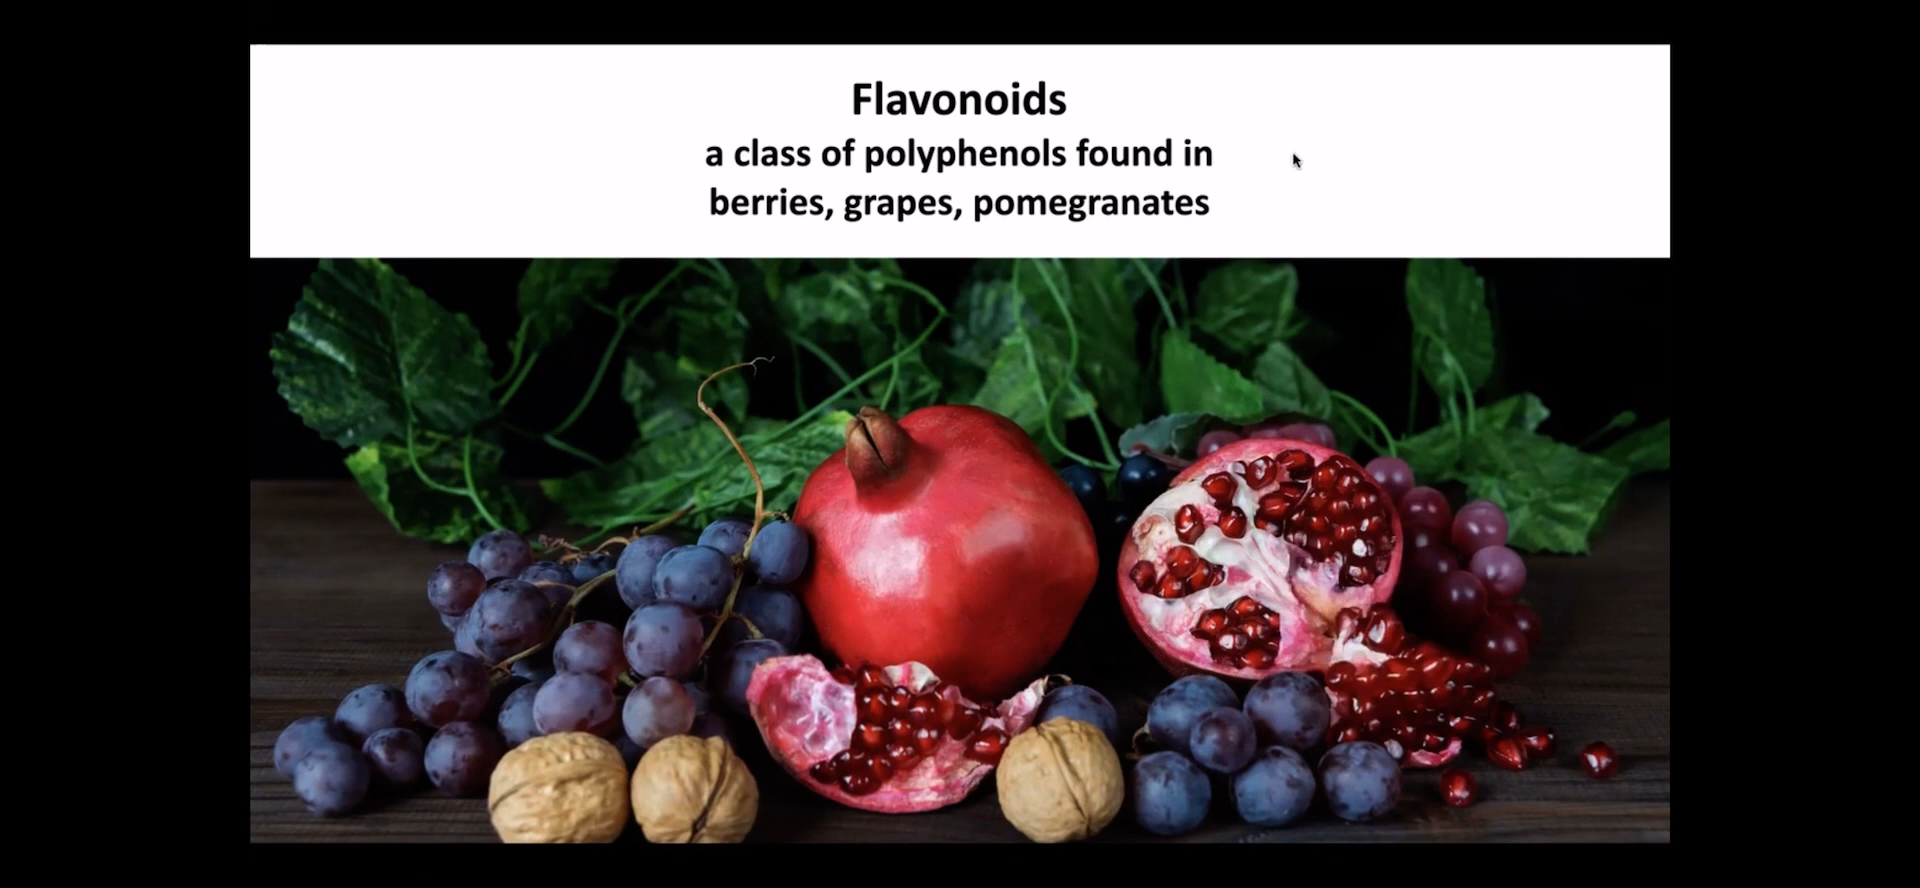 Flavonoids
a class of polyphenols found in
berries, grapes, pomegranates